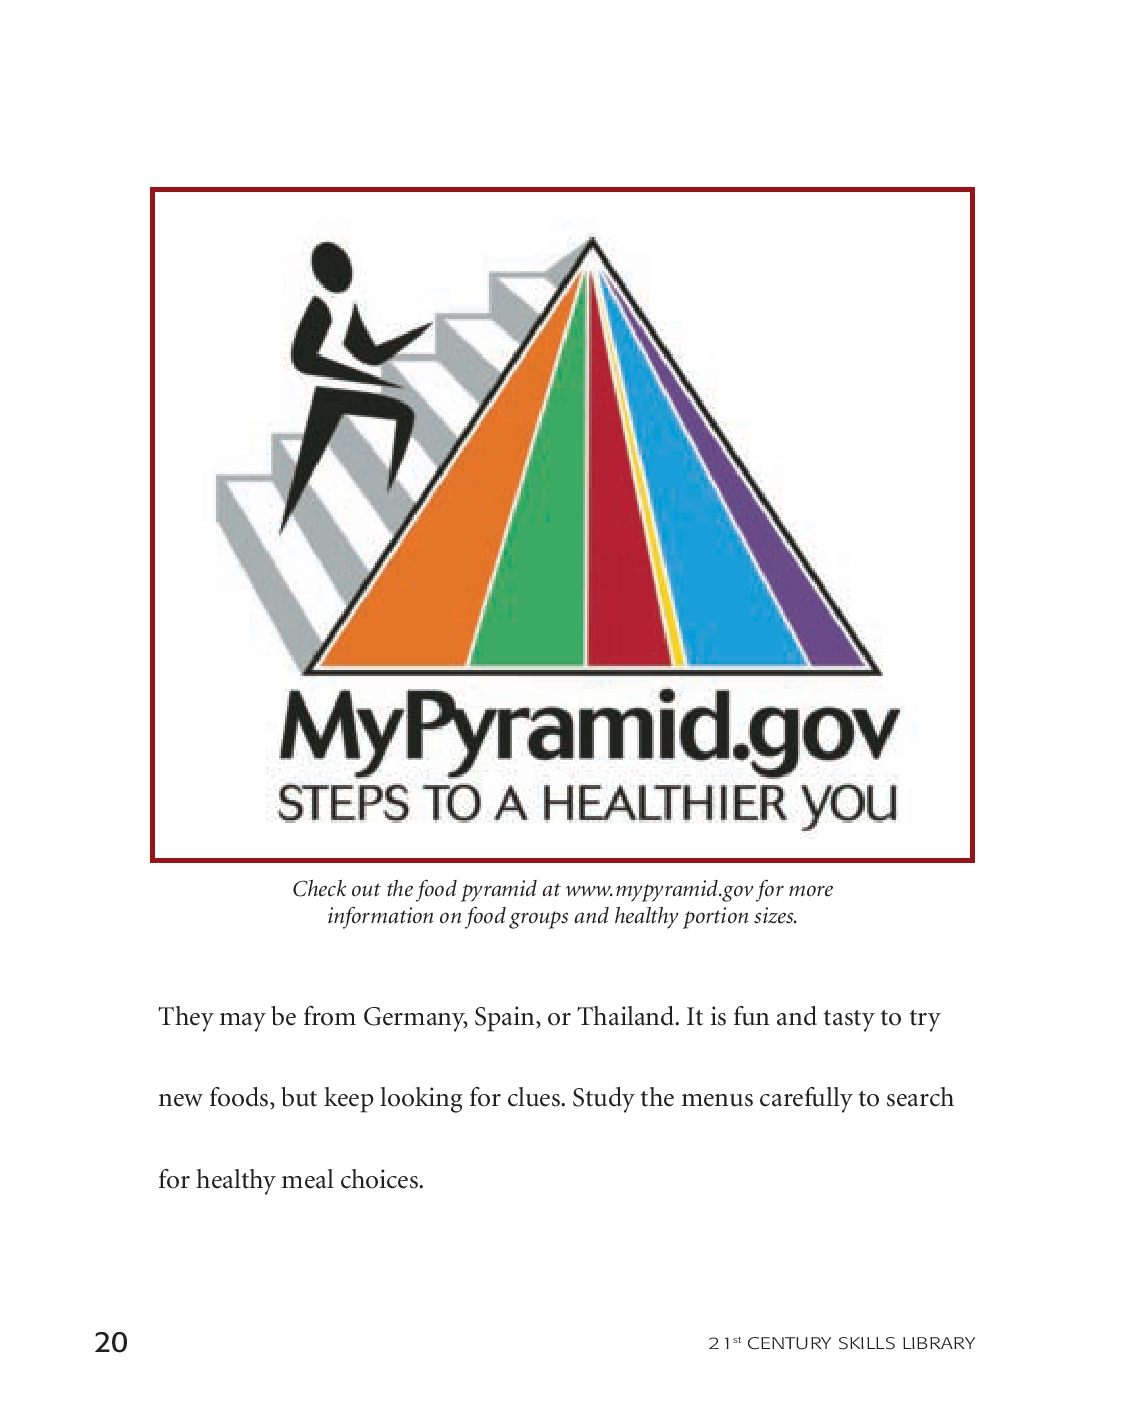 MyPyramid.gov
STEPS TO A HEALTHIER YOU
Check out the food pyramid at www.mypyramid.gov for more
information on food groups and healthy portion sizes.
They may be from Germany, Spain, or Thailand. It is fun and tasty to try
new foods, but keep looking for clues. Study the menus carefully to search
for healthy meal choices.
20
21st CENTURY SKILLS LIBRARY